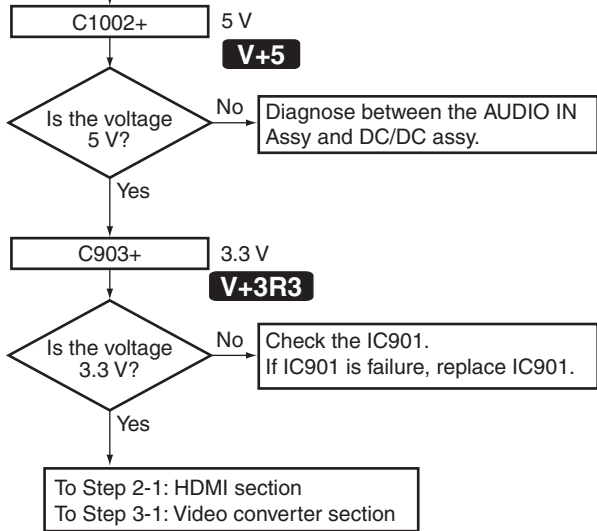 C1002+ 5 V
V+5
Is the voltage
5 V?
No
Diagnose between the AUDIO IN
Assy and DC/DC assy.
Yes
C903+ 3.3 V
V+3R3
Is the voltage
3.3 V?
No
Check the IC901.
If IC901 is failure, replace IC901.
Yes
To Step 2-1: HDMI section
To Step 3-1: Video converter section